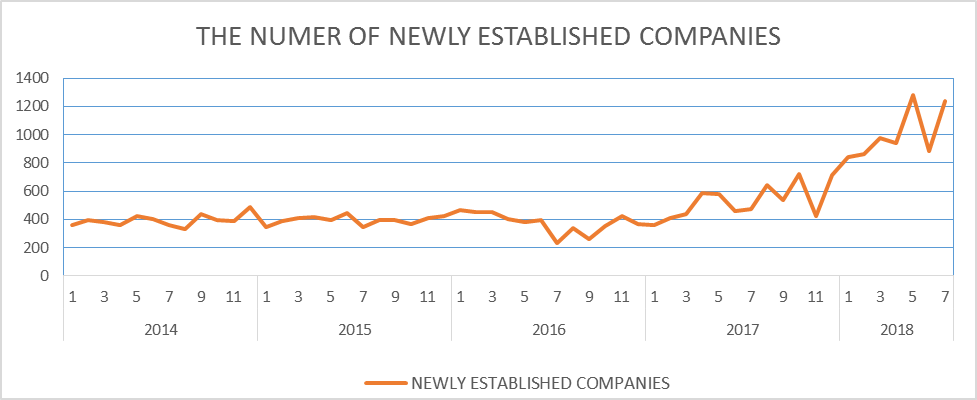 THE NUMER OF NEWLY ESTABLISHED COMPANIES
1400
1200
1000
800
600
400
200
0
1 3 5 7 9 11 1 3 5 7 9 11 1 3 5 7 9 11 1 3 5 7 9 11 1 3 5 7
2014 2015 2016 2017 2018
NEWLY ESTABLISHED COMPANIES